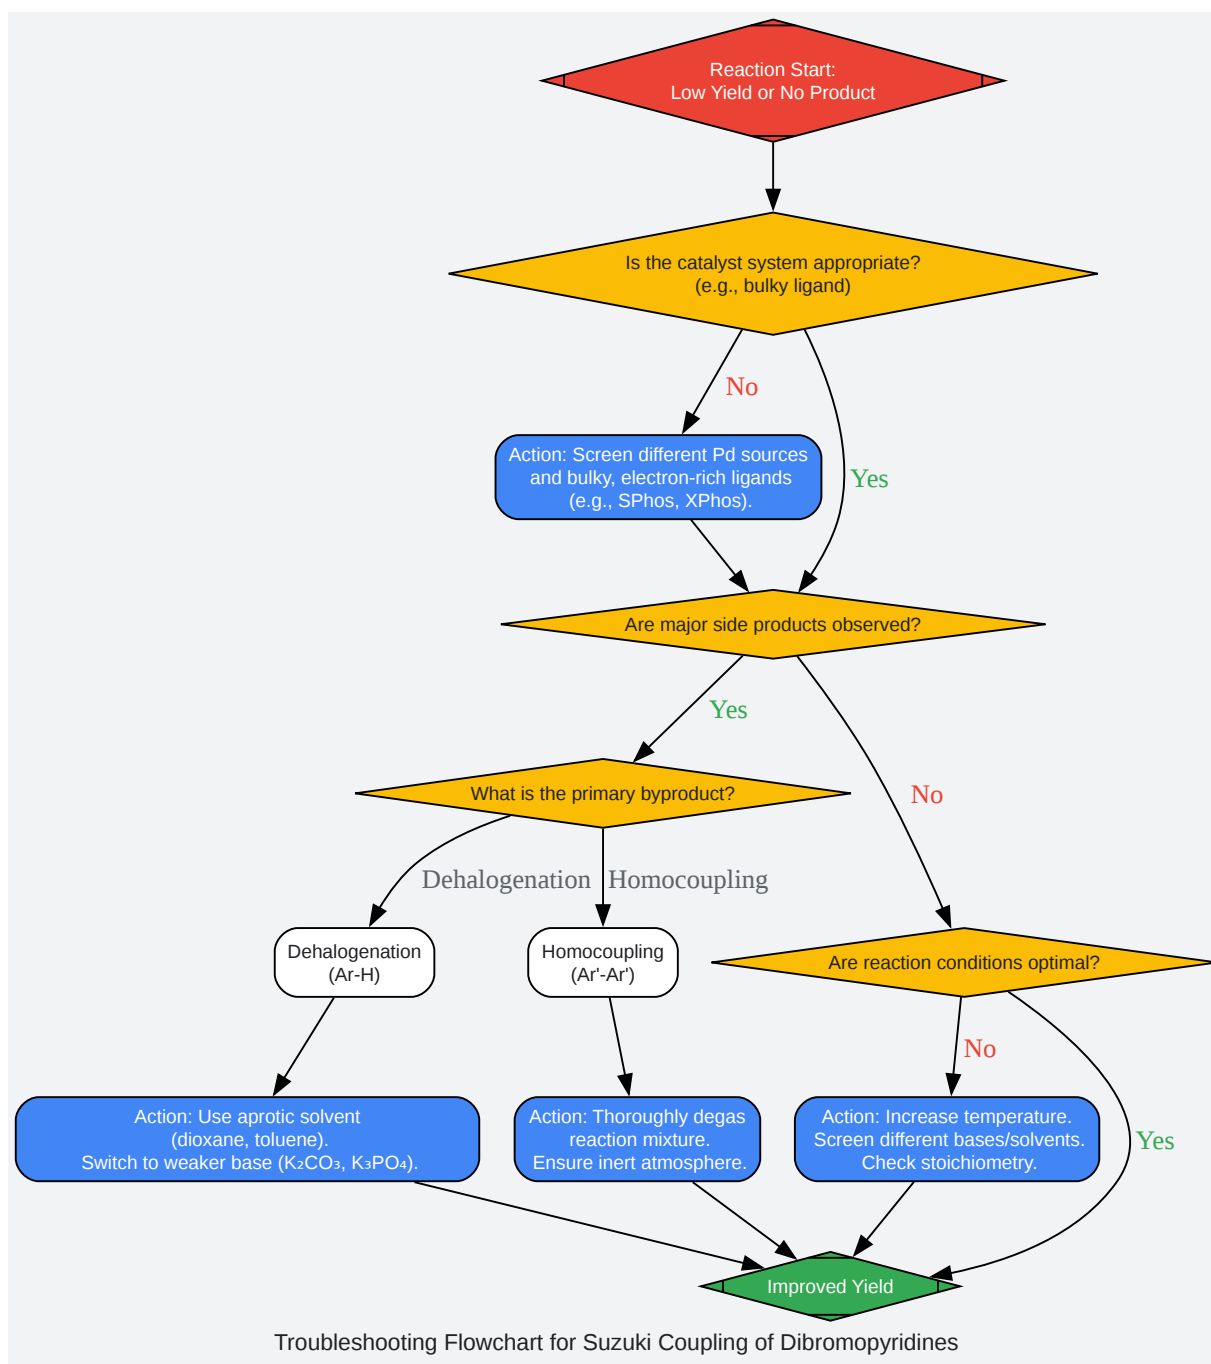 Reaction Start:
Low Yield or No Product
Is the catalyst system appropriate?
(e.g., bulky ligand)
No
Action: Screen different Pd sources
and bulky, electron-rich ligands
(e.g., SPhos, XPhos).
Yes
Are major side products observed?
Yes
What is the primary byproduct?
No
Dehalogenation
Homocoupling
Dehalogenation
(Ar-H)
Homocoupling
(Ar'-Ar')
Are reaction conditions optimal?
No
Action: Use aprotic solvent
(dioxane, toluene).
Switch to weaker base (K₂CO₃, K₃PO₄).
Action: Thoroughly degas
reaction mixture.
Ensure inert atmosphere.
Action: Increase temperature.
Screen different bases/solvents.
Check stoichiometry.
Yes
Improved Yield
Troubleshooting Flowchart for Suzuki Coupling of Dibromopyridines